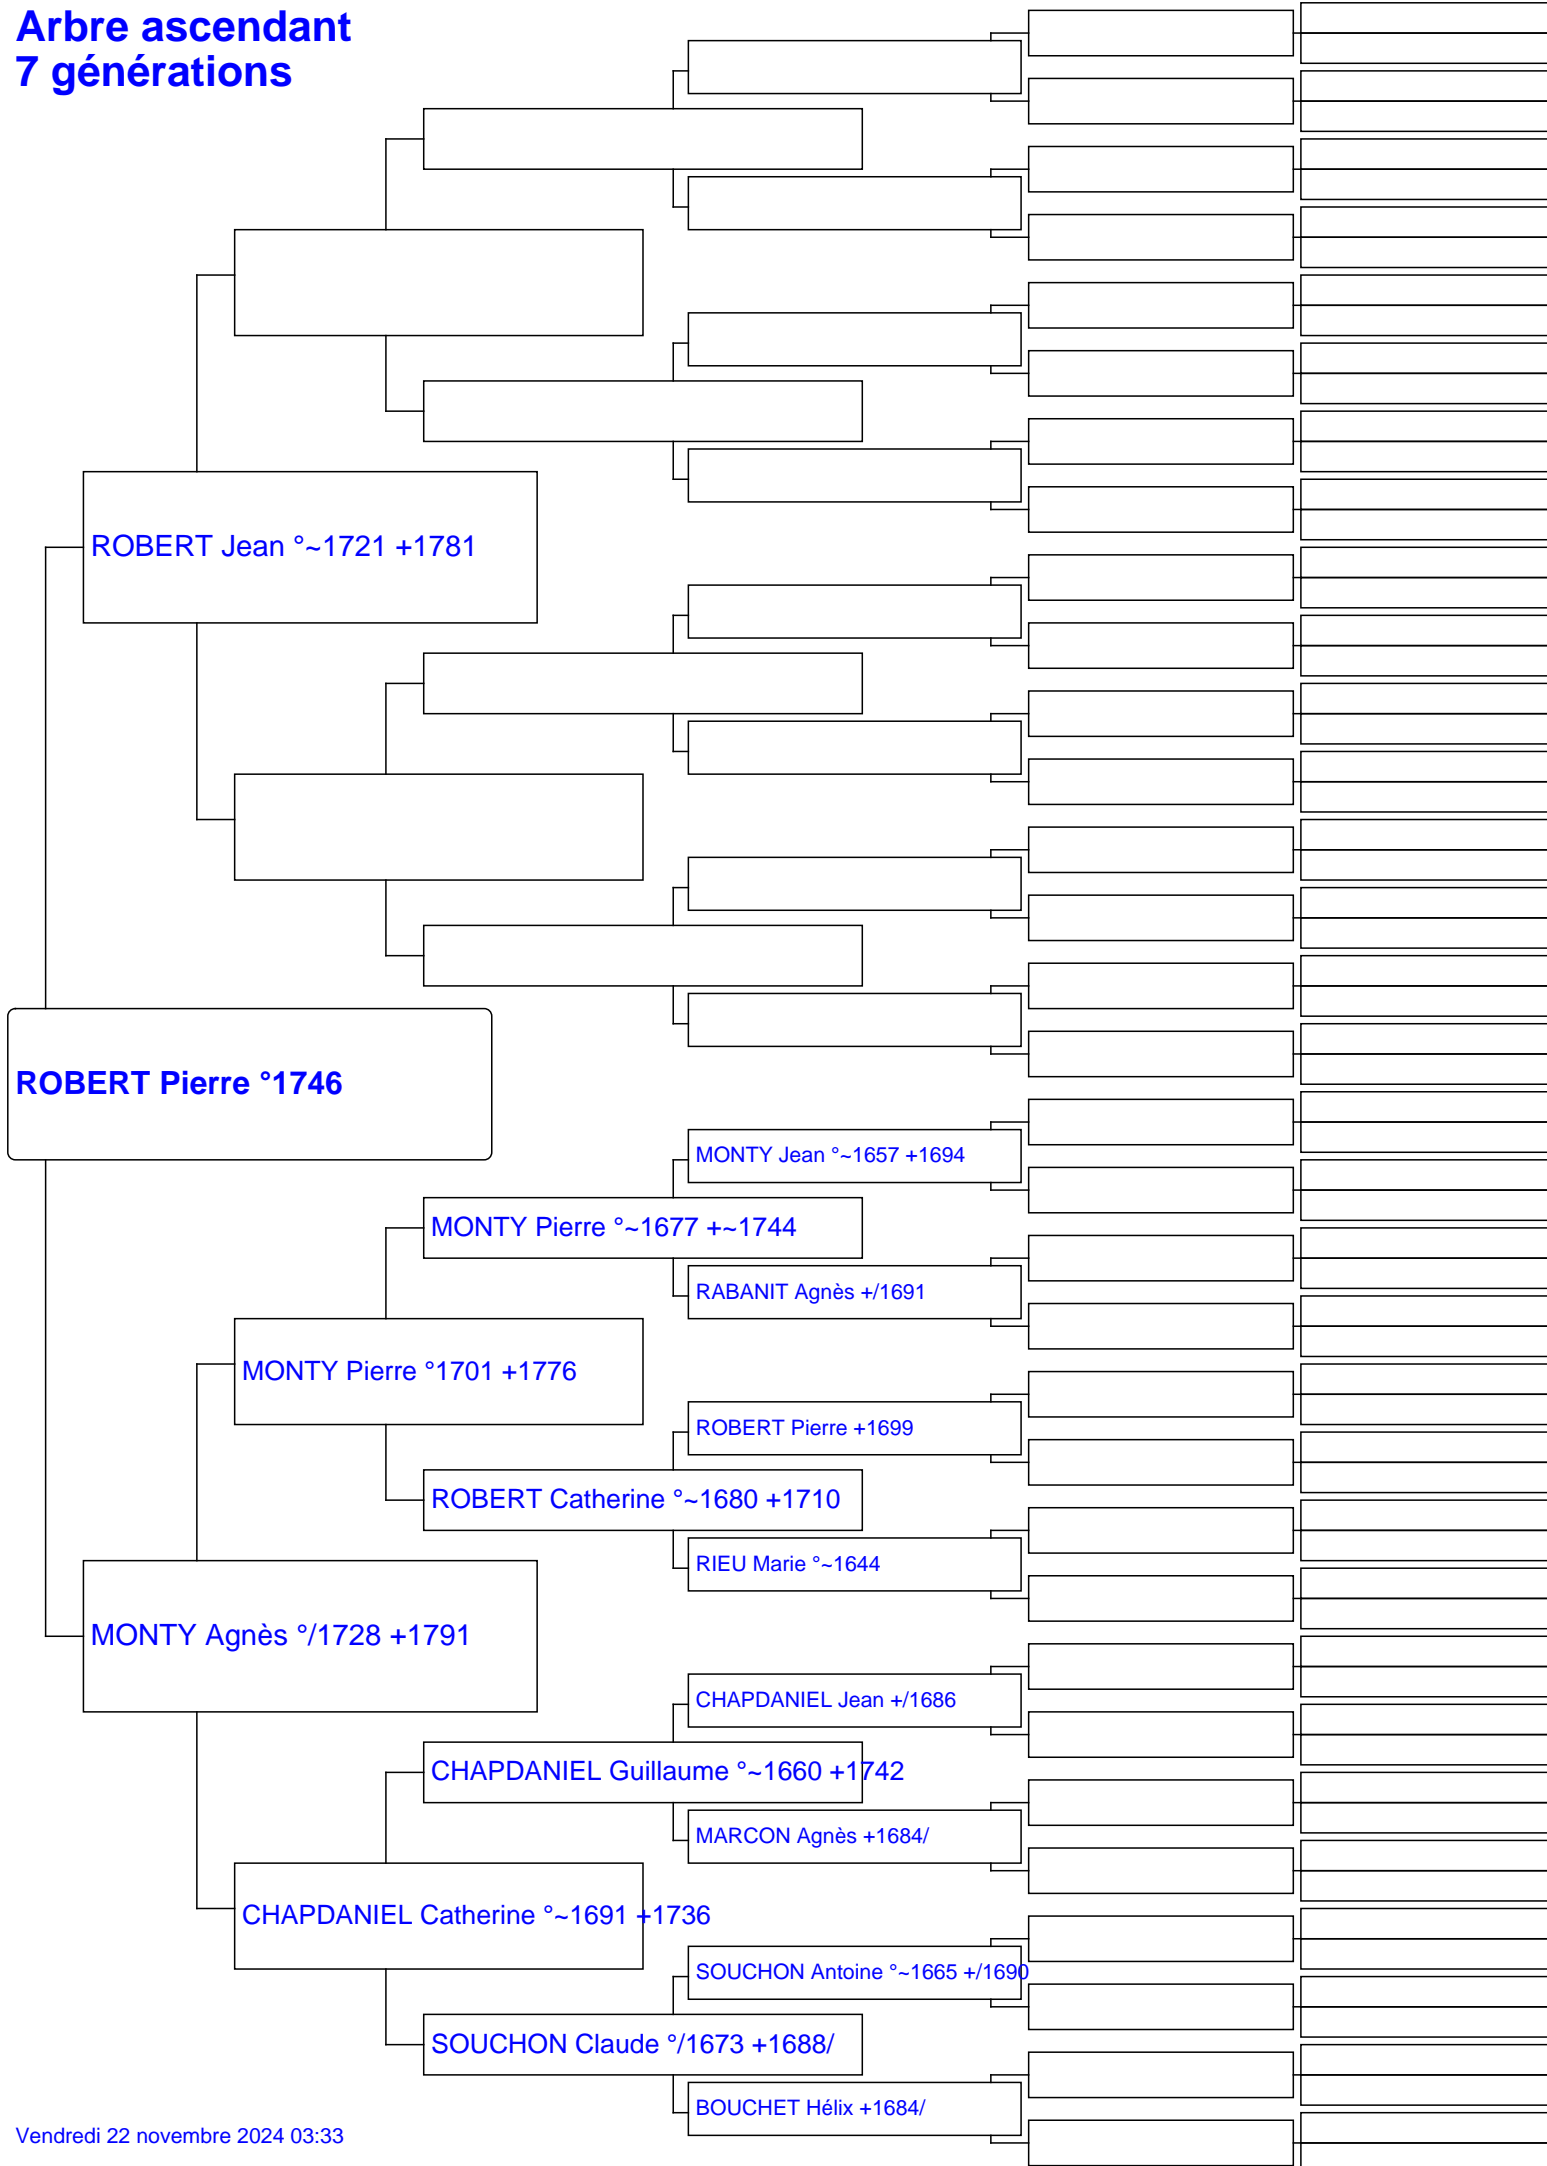 Arbre ascendant
7 générations
ROBERT Jean °~1721 +1781
ROBERT Pierre °1746
MONTY Jean °~1657 +1694
MONTY Pierre °~1677 +~1744
RABANIT Agnès +/1691
MONTY Pierre °1701 +1776
ROBERT Pierre +1699
ROBERT Catherine °~1680 +1710
RIEU Marie °~1644
MONTY Agnès °/1728 +1791
CHAPDANIEL Jean +/1686
CHAPDANIEL Guillaume °~1660 +1742
MARCON Agnès +1684/
CHAPDANIEL Catherine °~1691 +1736
SOUCHON Antoine °~1665 +/1690
SOUCHON Claude °/1673 +1688/
BOUCHET Hélix +1684/
Vendredi 22 novembre 2024 03:33